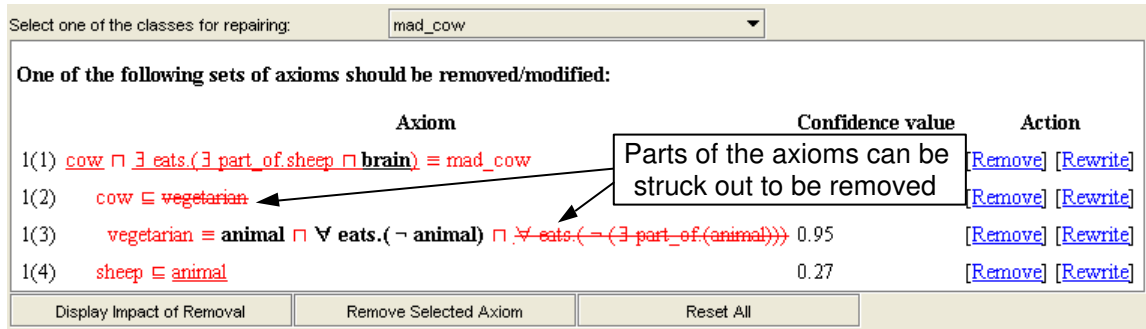 Select one of the classes for repairing: mad_cow
One of the following sets of axioms should be removed/modified:
Axiom Confidence value Action
1(1) cow ⊓ ∃ eats.(∃ part_of.sheep ⊓ brain) ≡ mad_cow [Remove] [Rewrite]
Parts of the axioms can be
struck out to be removed
1(2) cow ⊑ vegetarian [Remove] [Rewrite]
1(3) vegetarian ≡ animal ⊓ ∀ eats.( ¬ animal) ⊓ ∀ eats.( ¬ (∃ part_of.(animal))) 0.95 [Remove] [Rewrite]
1(4) sheep ⊑ animal 0.27 [Remove] [Rewrite]
Display Impact of Removal Remove Selected Axiom Reset All